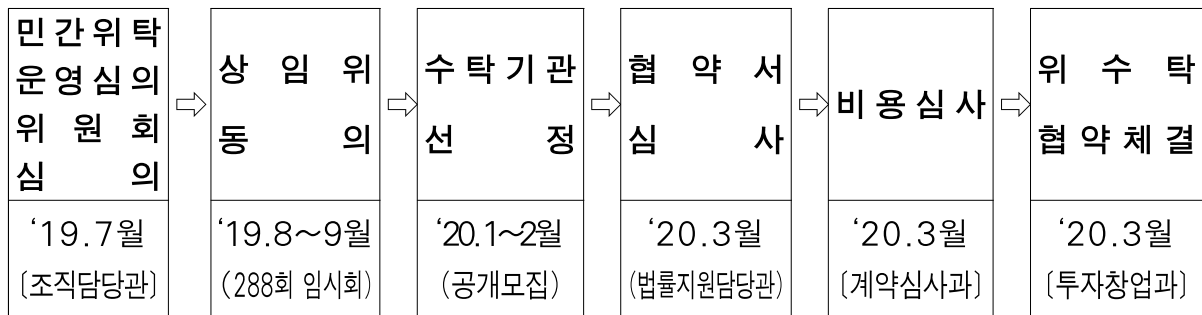 민간위탁
운영심의
위원회
심의
'19.7월
〔조직담당관〕
⇨
상임위
동의
'19.8～9월
(288회 임시회)
⇨
수탁기관
선정
'20.1～2월
(공개모집)
⇨
협약서
심사
'20.3월
(법률지원담당관)
⇨
비용심사
'20.3월
〔계약심사과〕
⇨
위수탁
협약체결
'20.3월
〔투자창업과〕